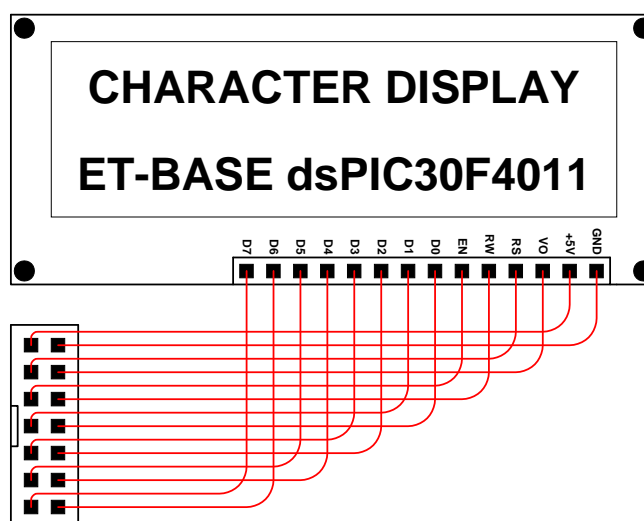 CHARACTER DISPLAY
ET-BASE dsPIC30F4011
D7 D6 D5 D4 D3 D2 D1 D0 EN RW RS VO +5V GND